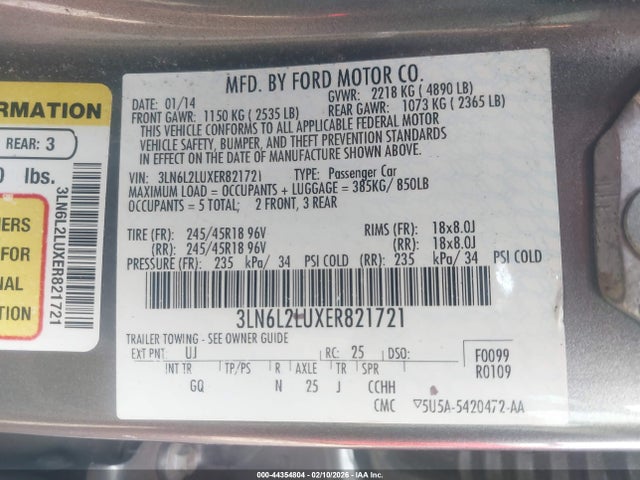 MFD. BY FORD MOTOR CO.
DATE: 01/14 GVWR: 2218 KG ( 4890 LB)
FRONT GAWR: 1150 KG ( 2535 LB) REAR GAWR: 1073 KG ( 2365 LB)
THIS VEHICLE CONFORMS TO ALL APPLICABLE FEDERAL MOTOR
VEHICLE SAFETY, BUMPER, AND THEFT PREVENTION STANDARDS
IN EFFECT ON THE DATE OF MANUFACTURE SHOWN ABOVE.
VIN: 3LN6L2LUXER821721 TYPE: Passenger Car
MAXIMUM LOAD = OCCUPANTS + LUGGAGE = 385KG/ 850LB
OCCUPANTS = 5 TOTAL; 2 FRONT, 3 REAR
TIRE (FR): 245/45R18 96V RIMS (FR): 18x8.0J
(RR): 245/45R18 96V (RR): 18x8.0J
PRESSURE (FR): 235 kPa/ 34 PSI COLD (RR): 235 kPa/ 34 PSI COLD
3LN6L2LUXER821721
TRAILER TOWING - SEE OWNER GUIDE
EXT PNT: UJ RC: 25 DSO: F0099
INT TR TP/PS R AXLE TR SPR R0109
GQ N 25 J CCHH
CMC ▽5U5A-5420472-AA
ORMATION
REAR: 3
0 lbs.
NERS
FOR
NAL
TION
3LN6L2LUXER821721
000-44354804 - 02/10/2026 - IAA Inc.